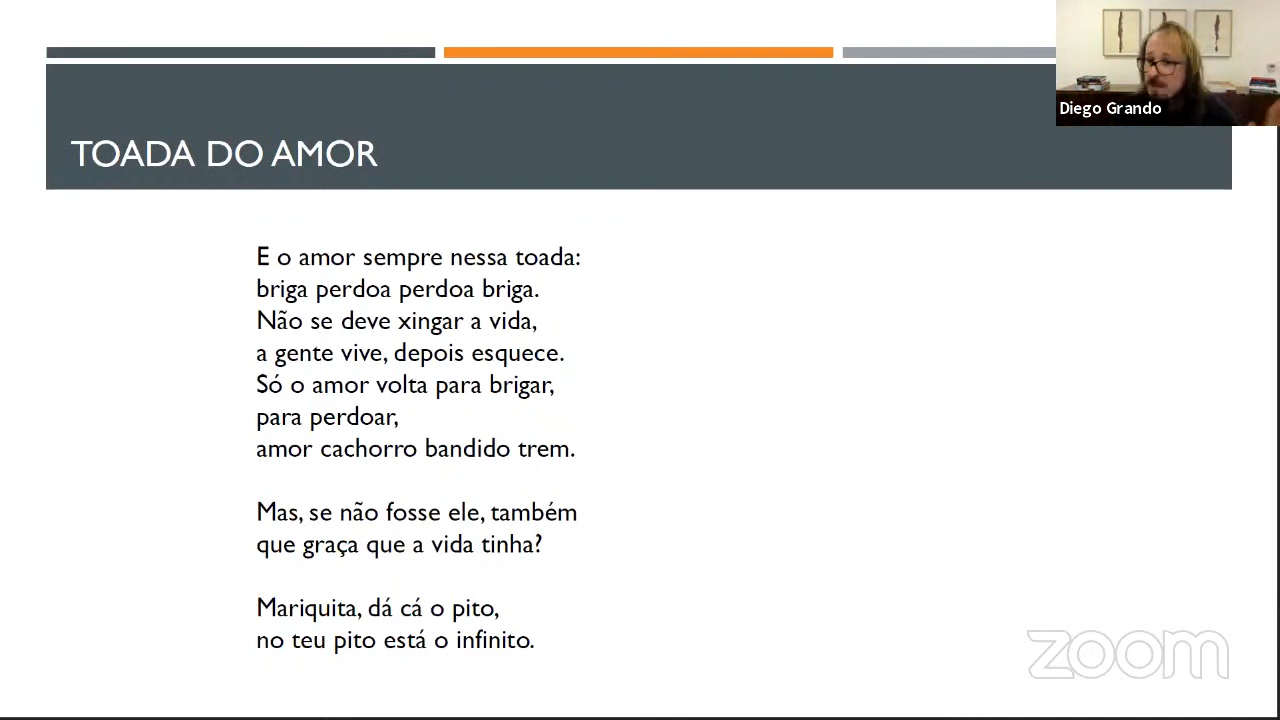 Diego Grando
TOADA DO AMOR
E o amor sempre nessa toada:
briga perdoa perdoa briga.
Não se deve xingar a vida,
a gente vive, depois esquece.
Só o amor volta para brigar,
para perdoar,
amor cachorro bandido trem.
Mas, se não fosse ele, também
que graça que a vida tinha?
Mariquita, dá cá o pito,
no teu pito está o infinito.
zoom